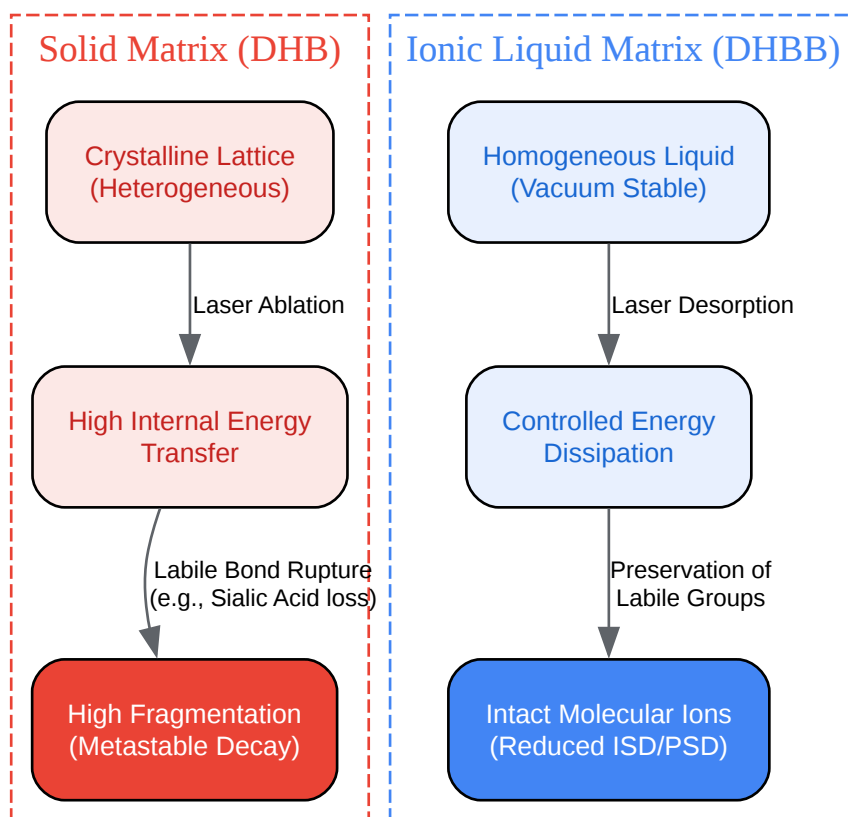 Solid Matrix (DHB)
Crystalline Lattice
(Heterogeneous)
Laser Ablation
High Internal Energy
Transfer
Labile Bond Rupture
(e.g., Sialic Acid loss)
High Fragmentation
(Metastable Decay)
Ionic Liquid Matrix (DHBB)
Homogeneous Liquid
(Vacuum Stable)
Laser Desorption
Controlled Energy
Dissipation
Preservation of
Labile Groups
Intact Molecular Ions
(Reduced ISD/PSD)